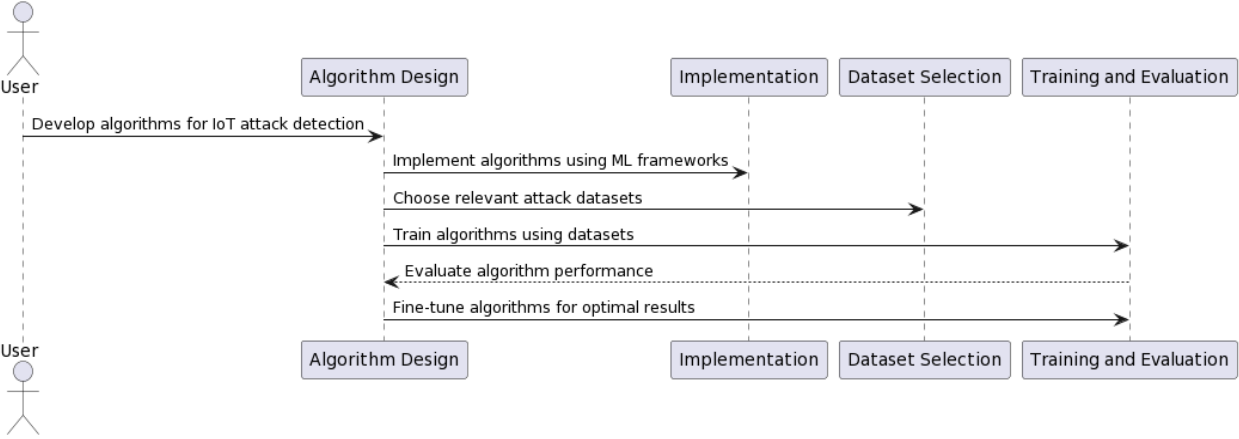 User
Algorithm Design
Implementation
Dataset Selection
Training and Evaluation
Develop algorithms for IoT attack detection
Implement algorithms using ML frameworks
Choose relevant attack datasets
Train algorithms using datasets
Evaluate algorithm performance
Fine-tune algorithms for optimal results
User
Algorithm Design
Implementation
Dataset Selection
Training and Evaluation